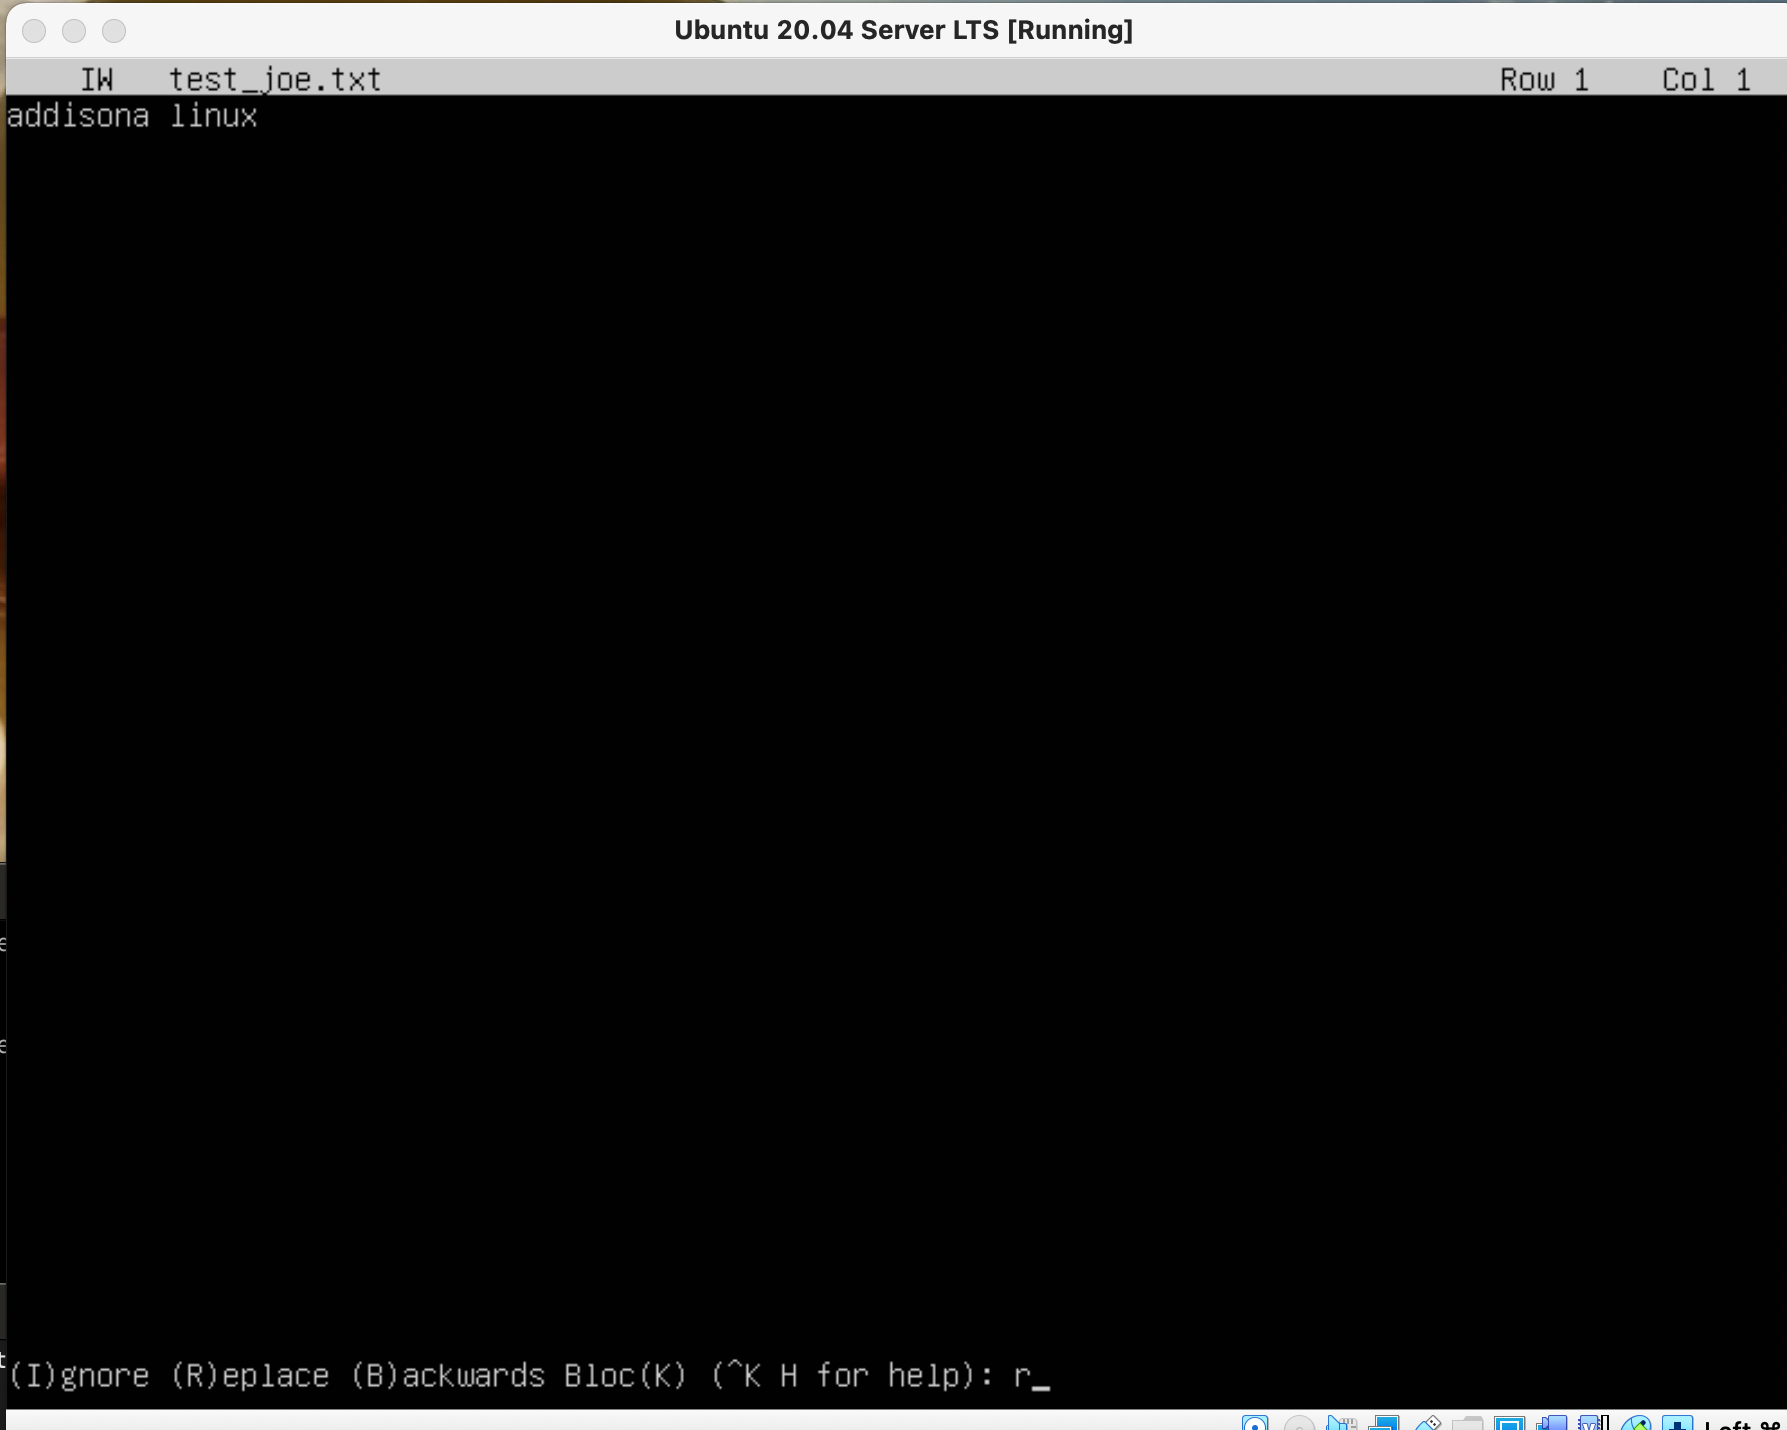 Ubuntu 20.04 Server LTS [Running]
IW test_joe.txt Row 1 Col 1
addisona linux
(I)gnore (R)eplace (B)ackwards Bloc(K) (^K H for help): r_
Left ⌘